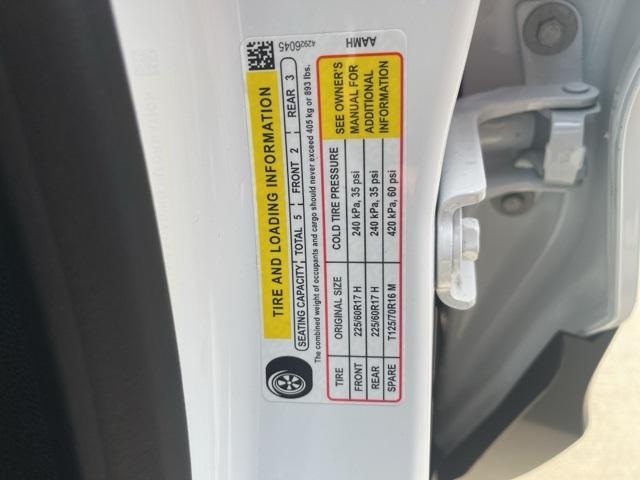 42926045 AAMH
TIRE AND LOADING INFORMATION
SEATING CAPACITY TOTAL 5 FRONT 2 REAR 3
The combined weight of occupants and cargo should never exceed 405 kg or 893 lbs.
TIRE ORIGINAL SIZE COLD TIRE PRESSURE
FRONT 225/60R17 H 240 kPa, 35 psi
REAR 225/60R17 H 240 kPa, 35 psi
SPARE T125/70R16 M 420 kPa, 60 psi
SEE OWNER'S
MANUAL FOR
ADDITIONAL
INFORMATION